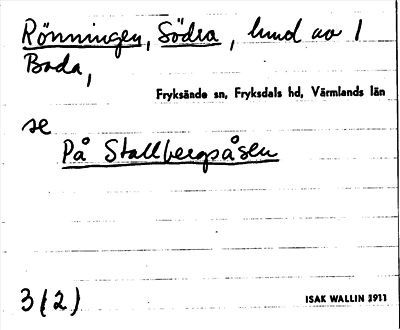 Rönningen, Södra, lund av 1
Boda,
Fryksände sn, Fryksdals hd, Värmlands län
se
På Stallbergsåsen
3(2)
ISAK WALLIN 1911